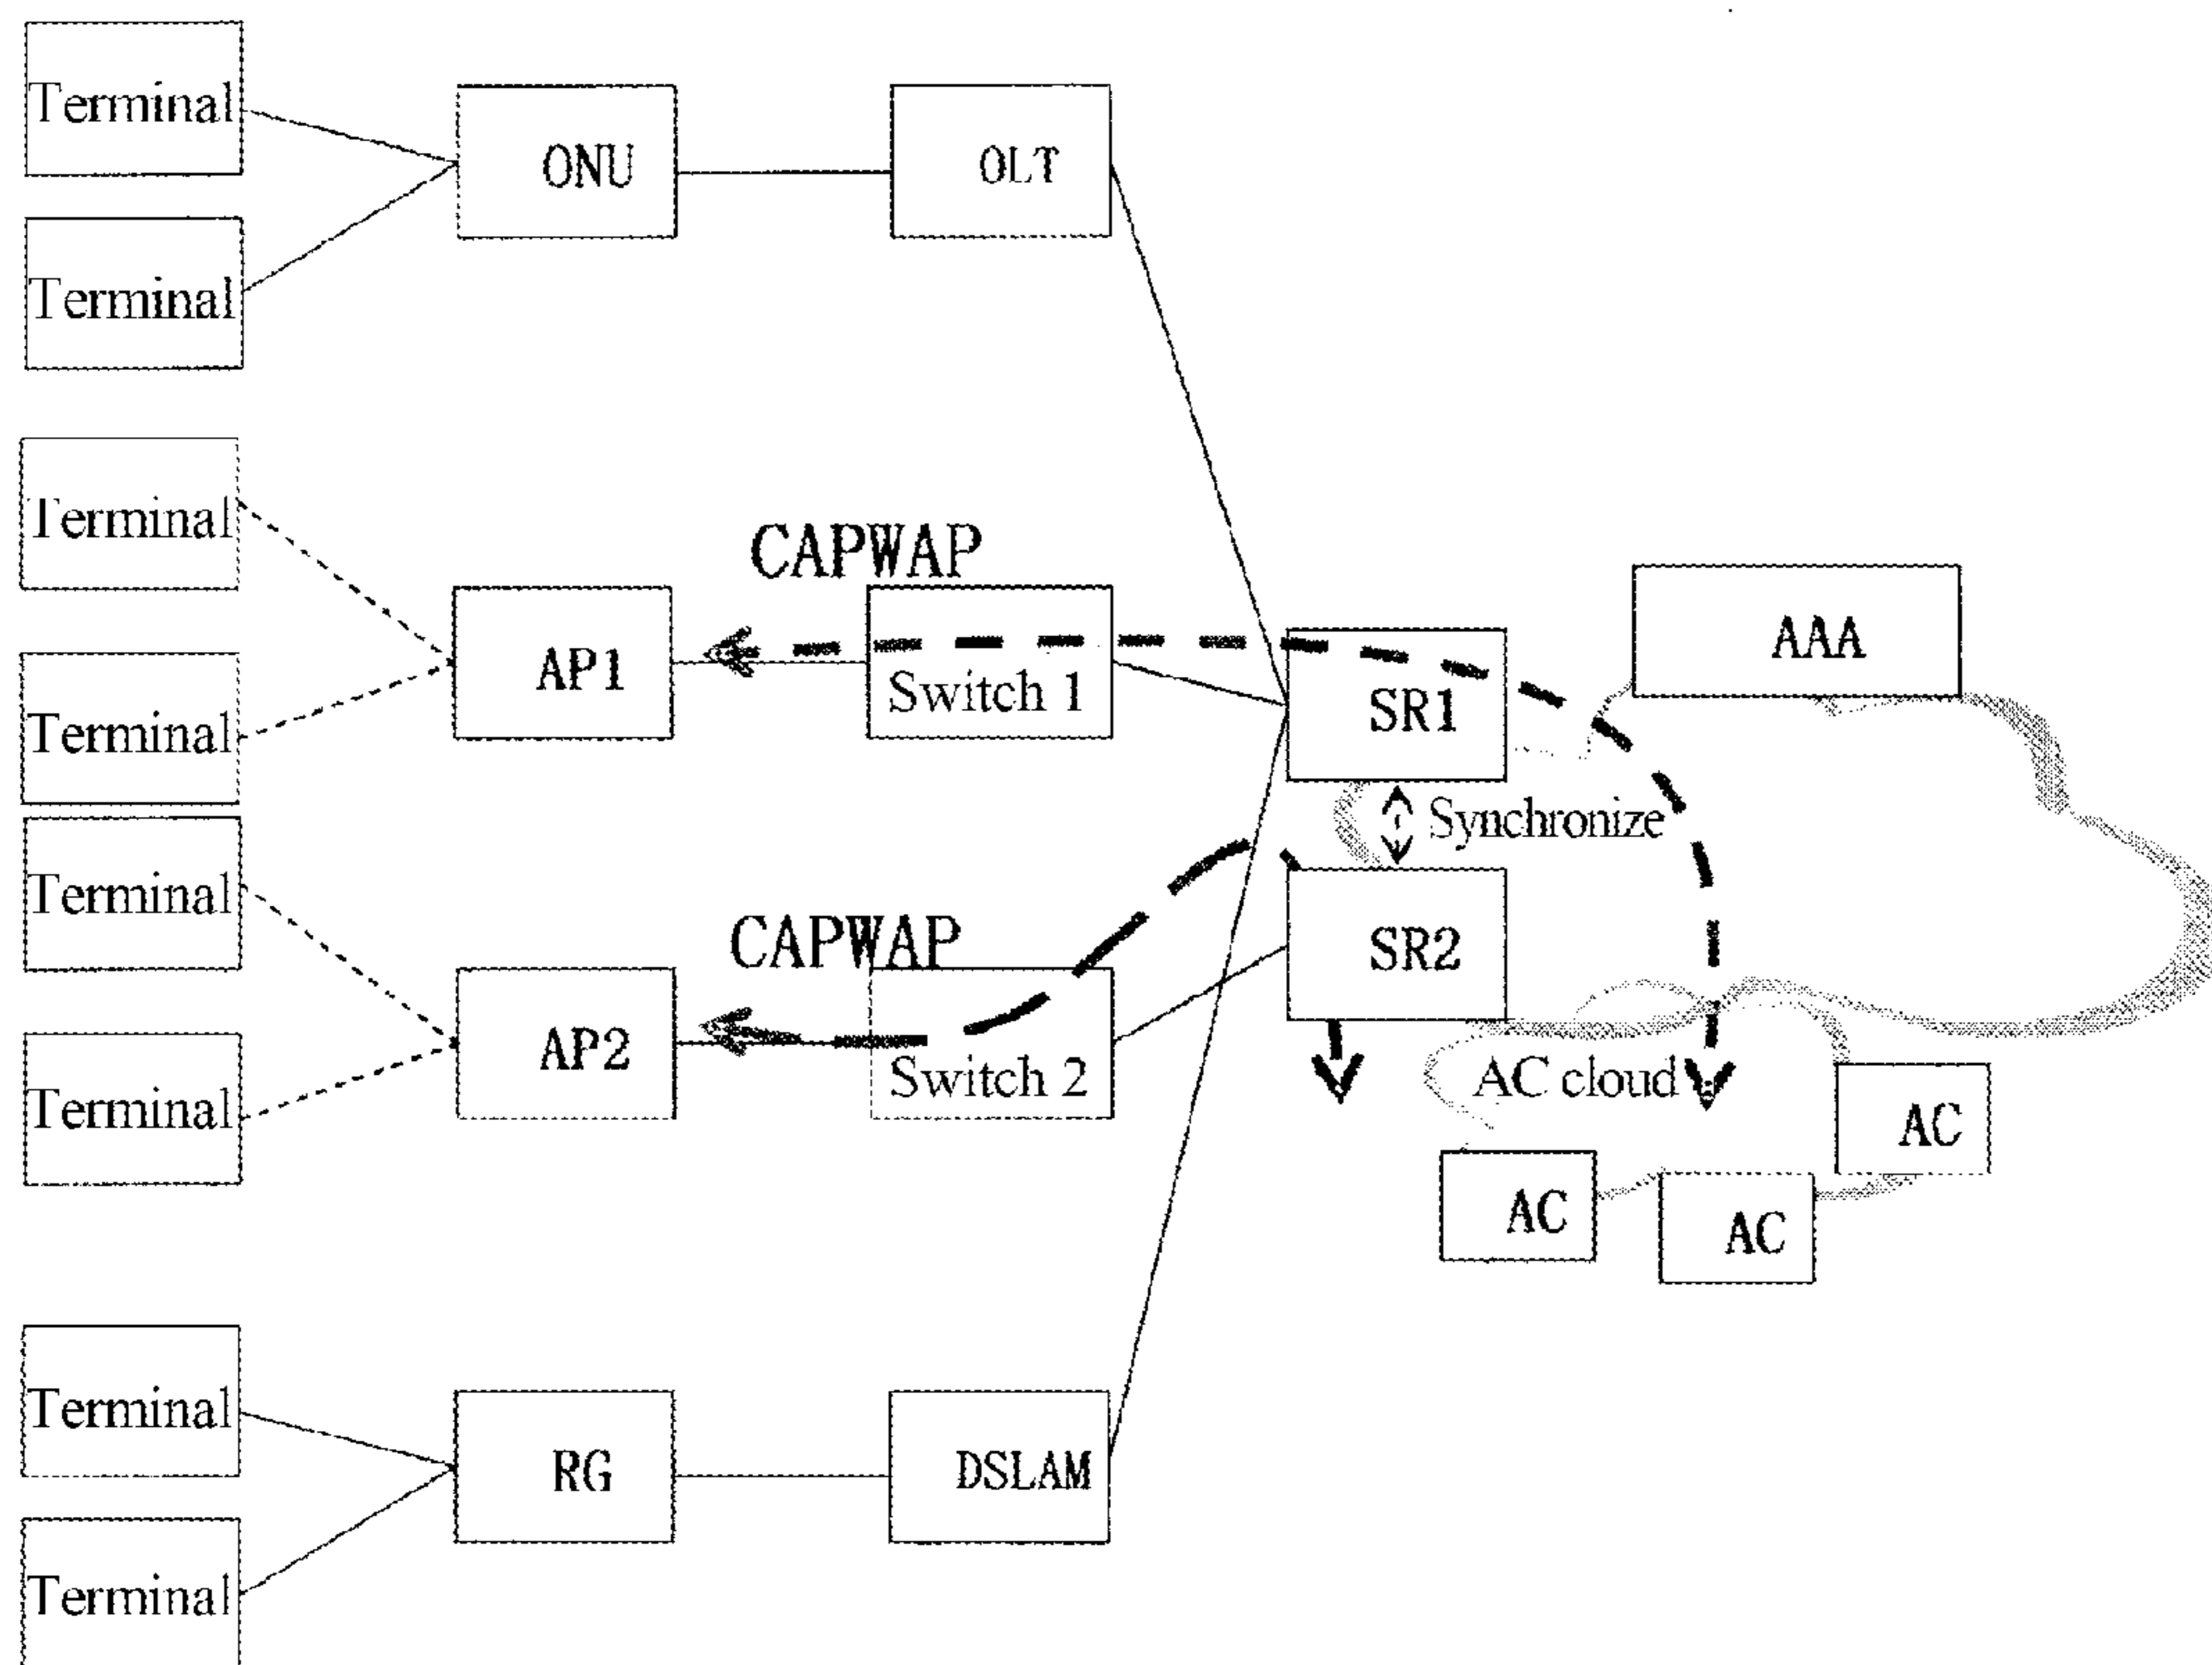 Terminal
ONU
OLT
Terminal
Terminal
CAPWAP
AP1
Switch 1
Terminal
SR1
AAA
Synchronize
Terminal
CAPWAP
SR2
AP2
Switch 2
AC cloud
Terminal
AC
AC
AC
Terminal
RG
DSLAM
Terminal